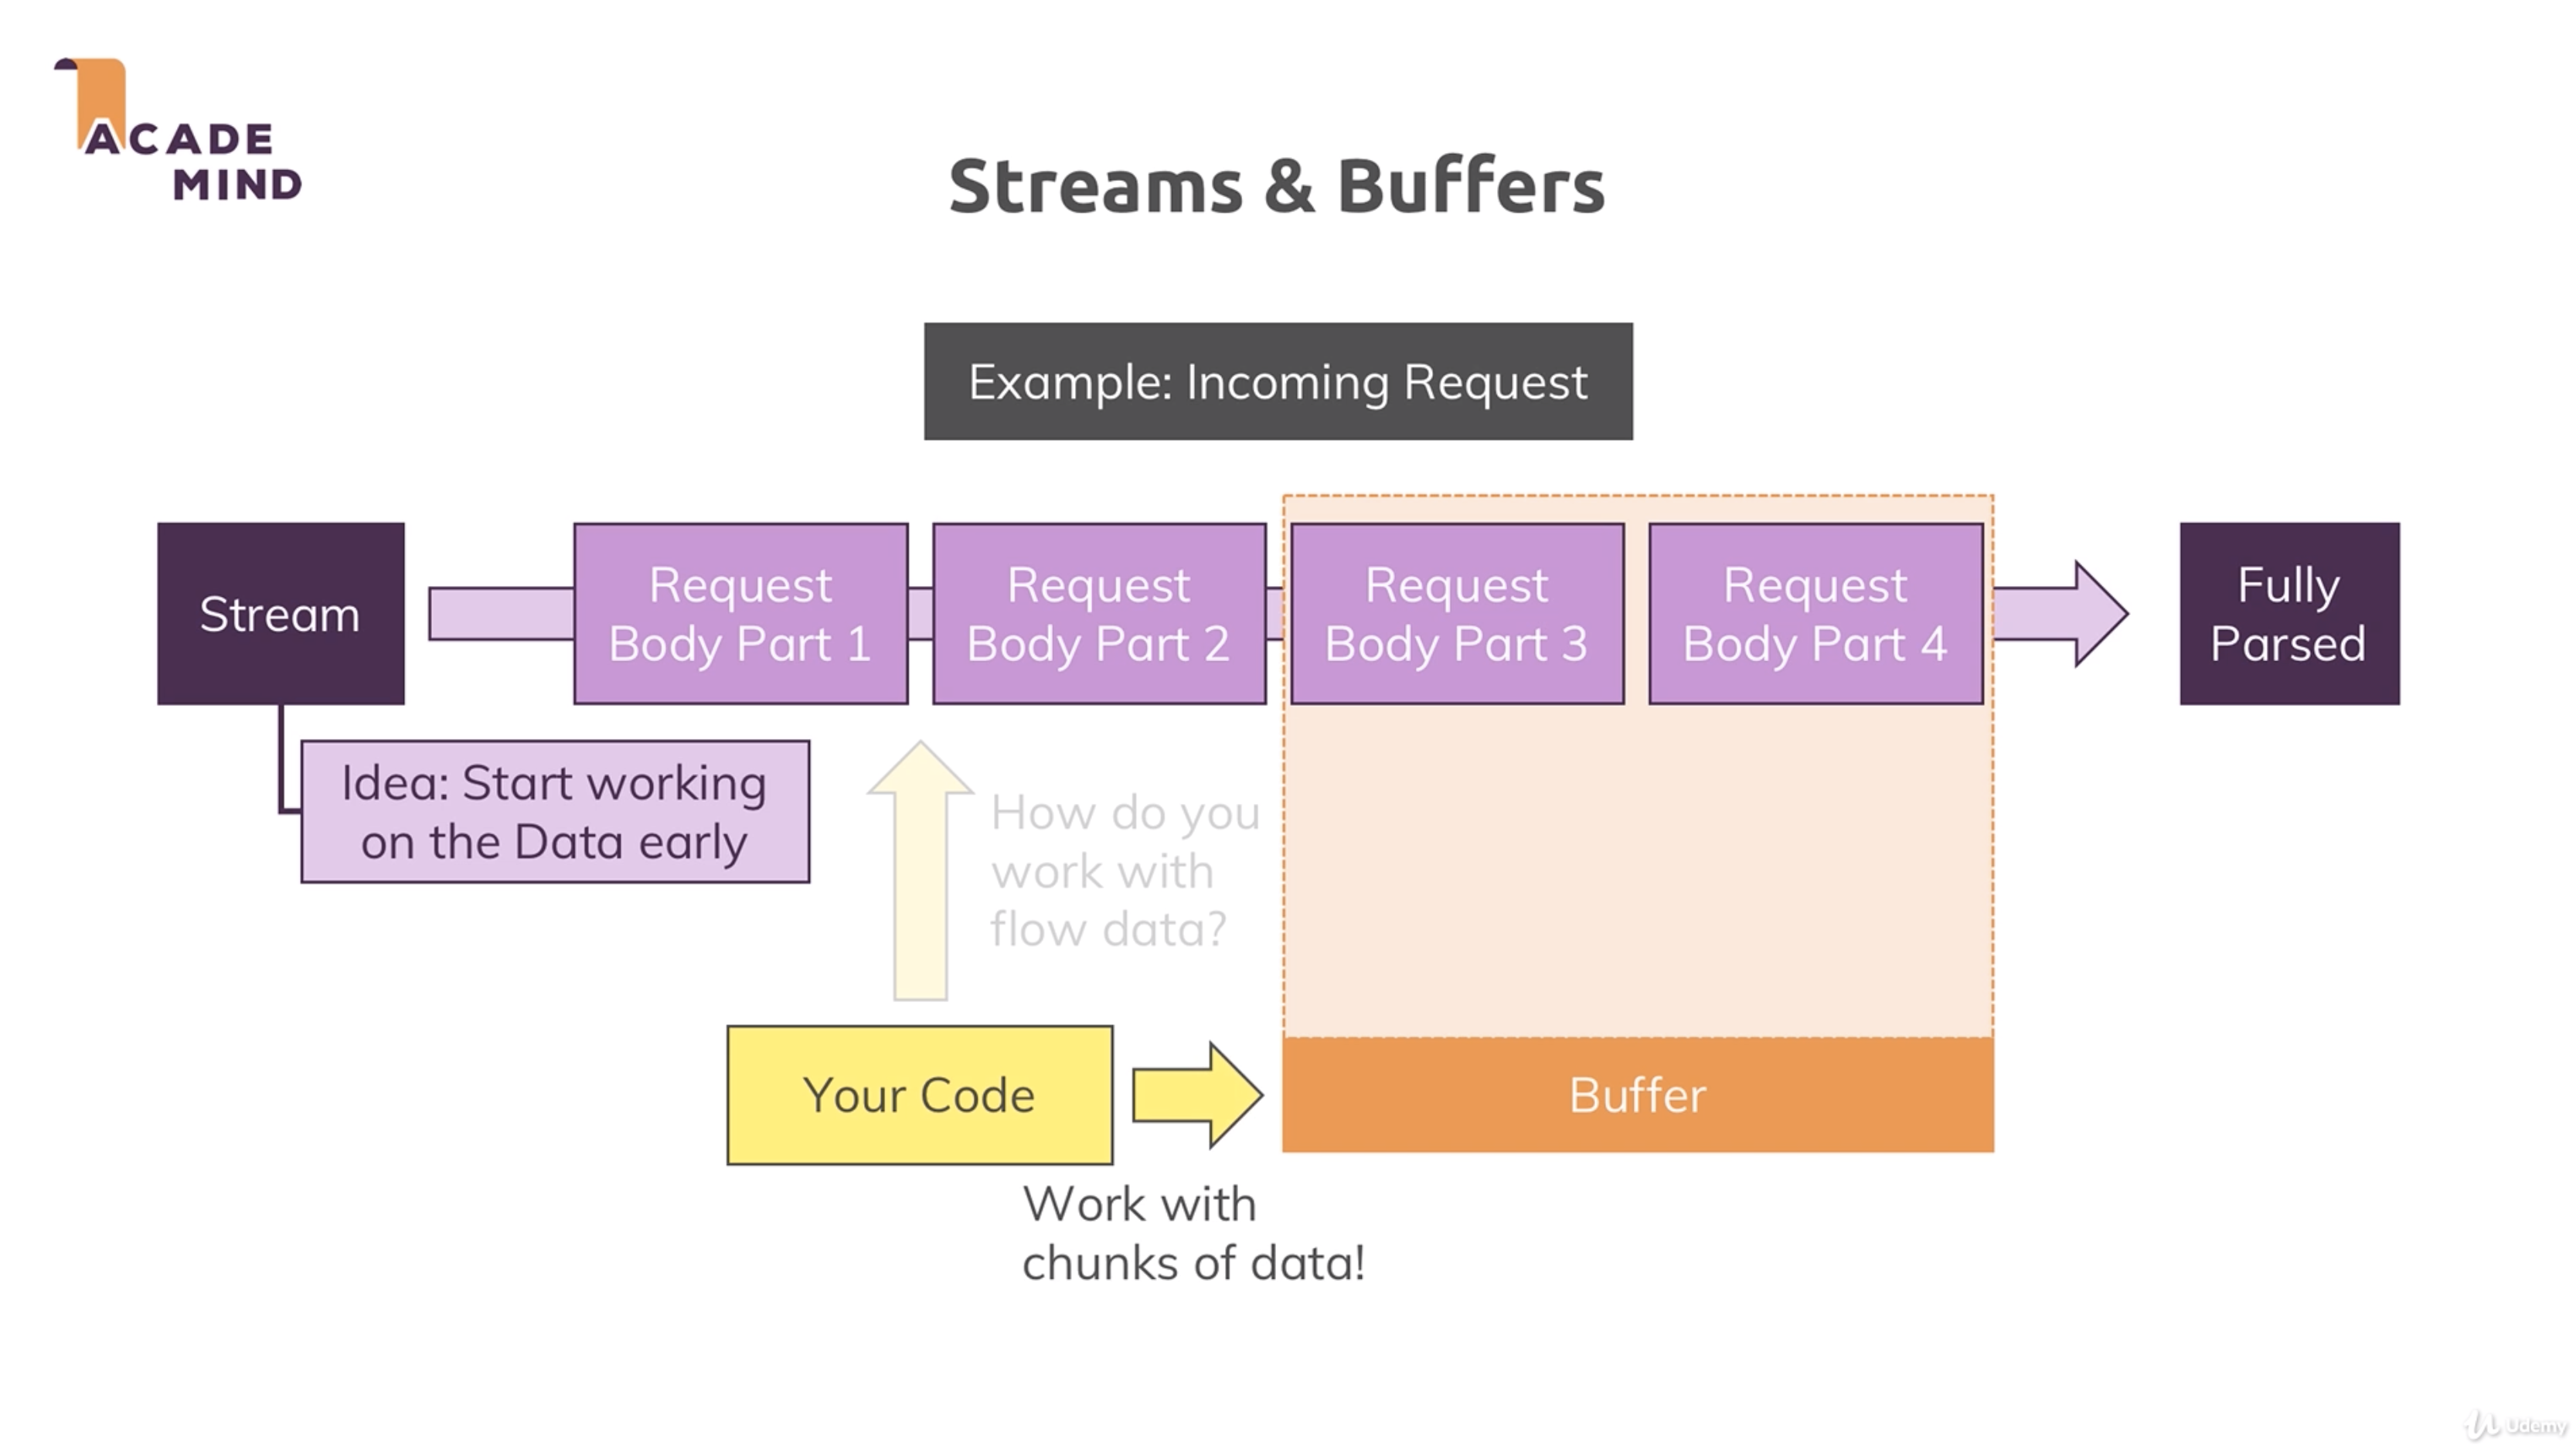 ACADE
MIND
Streams & Buffers
Example: Incoming Request
Stream
Request
Body Part 1
Request
Body Part 2
Request
Body Part 3
Request
Body Part 4
Fully
Parsed
Idea: Start working
on the Data early
How do you
work with
flow data?
Your Code
Buffer
Work with
chunks of data!
Udemy